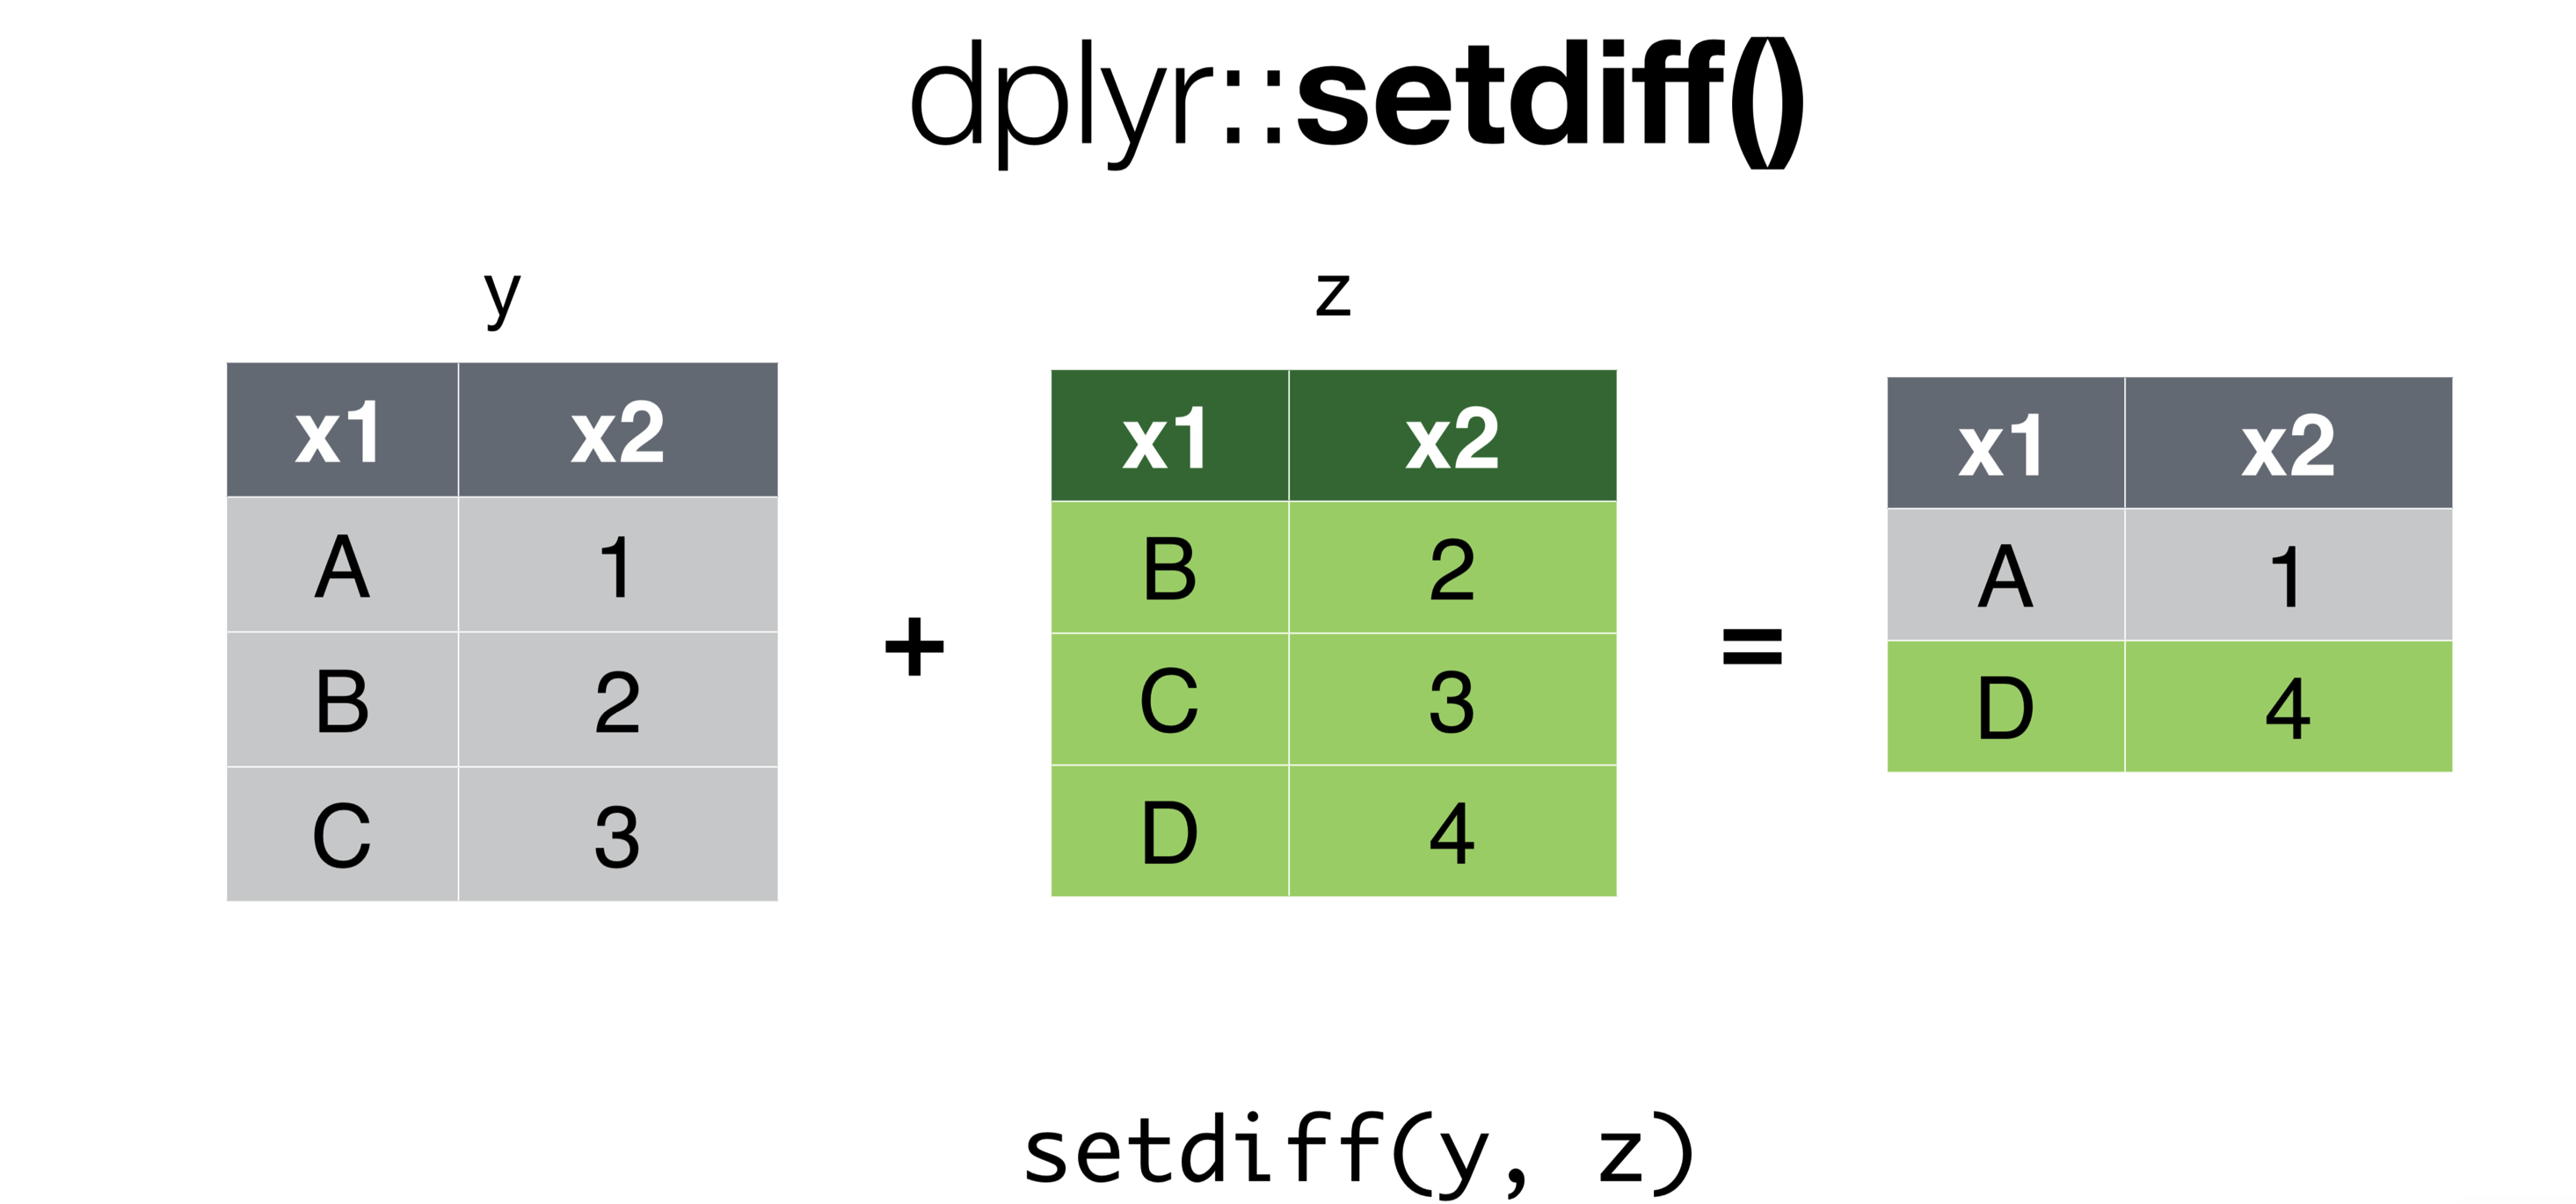 dplyr::setdiff()
y z
x1 x2 x1 x2 x1 x2
A 1 B 2 A 1
B 2 C 3 D 4
C 3 D 4
+ =
setdiff(y, z)